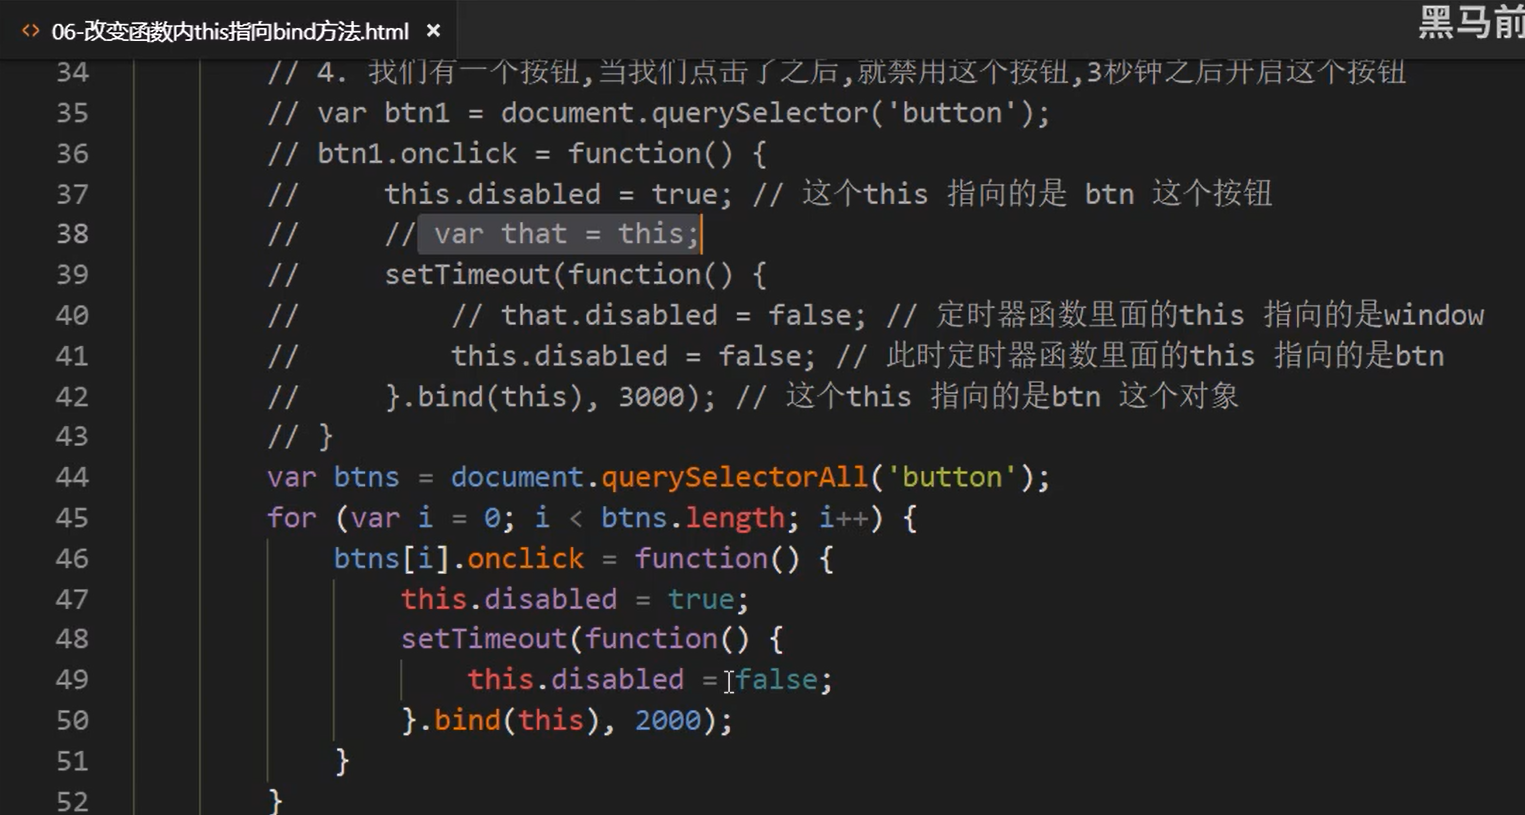 <> 06-改变函数内this指向bind方法.html ×
黑马前
34 // 4. 我们有一个按钮,当我们点击了之后,就禁用这个按钮,3秒钟之后开启这个按钮
35 // var btn1 = document.querySelector('button');
36 // btn1.onclick = function() {
37 // this.disabled = true; // 这个this 指向的是 btn 这个按钮
38 // // var that = this;
39 // setTimeout(function() {
40 // // that.disabled = false; // 定时器函数里面的this 指向的是window
41 // this.disabled = false; // 此时定时器函数里面的this 指向的是btn
42 // }.bind(this), 3000); // 这个this 指向的是btn 这个对象
43 // }
44 var btns = document.querySelectorAll('button');
45 for (var i = 0; i < btns.length; i++) {
46 btns[i].onclick = function() {
47 this.disabled = true;
48 setTimeout(function() {
49 this.disabled = false;
50 }.bind(this), 2000);
51 }
52 }